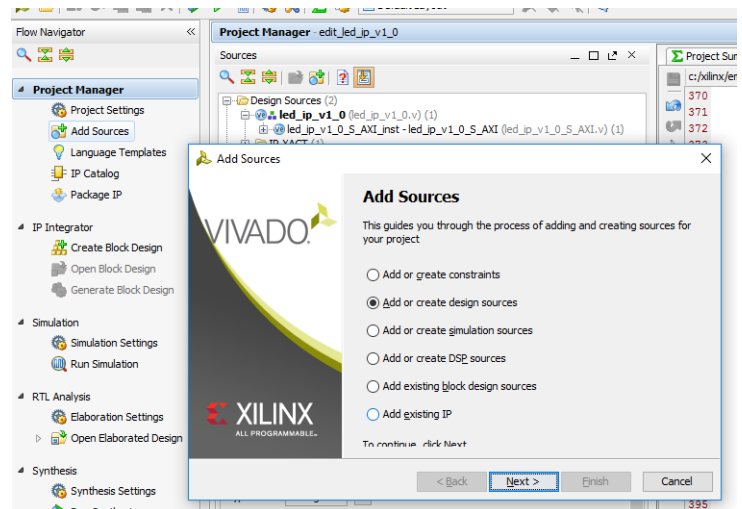 Flow Navigator
Project Manager - edit_led_ip_v1_0
Sources
Project Manager
Project Settings
Add Sources
Language Templates
IP Catalog
Package IP
IP Integrator
Create Block Design
Open Block Design
Generate Block Design
Simulation
Simulation Settings
Run Simulation
RTL Analysis
Elaboration Settings
Open Elaborated Design
Synthesis
Synthesis Settings
Design Sources (2)
led_ip_v1_0 (led_ip_v1_0.v) (1)
led_ip_v1_0_S_AXI_inst - led_ip_v1_0_S_AXI (led_ip_v1_0_S_AXI.v) (1)
IP-XACT (1)
Project Sur
c:/xilinx/er
370
371
372
Add Sources
VIVADO
XILINX
ALL PROGRAMMABLE
Add Sources
This guides you through the process of adding and creating sources for
your project
Add or create constraints
Add or create design sources
Add or create simulation sources
Add or create DSP sources
Add existing block design sources
Add existing IP
To continue, click Next
< Back
Next >
Finish
Cancel
395